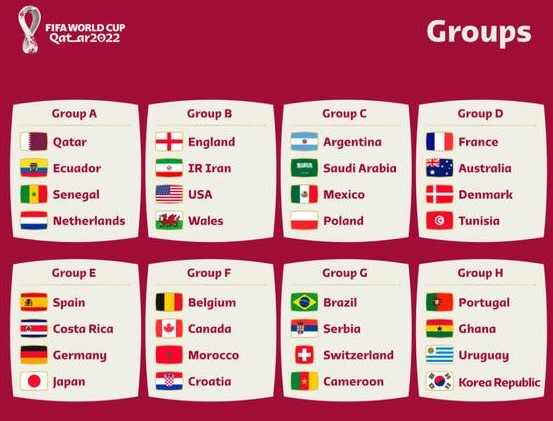 FIFA WORLD CUP
Qat_ar2022
Groups
Group A
Qatar
Ecuador
Senegal
Netherlands
Group B
England
IR Iran
USA
Wales
Group C
Argentina
Saudi Arabia
Mexico
Poland
Group D
France
Australia
Denmark
Tunisia
Group E
Spain
Costa Rica
Germany
Japan
Group F
Belgium
Canada
Morocco
Croatia
Group G
Brazil
Serbia
Switzerland
Cameroon
Group H
Portugal
Ghana
Uruguay
Korea Republic